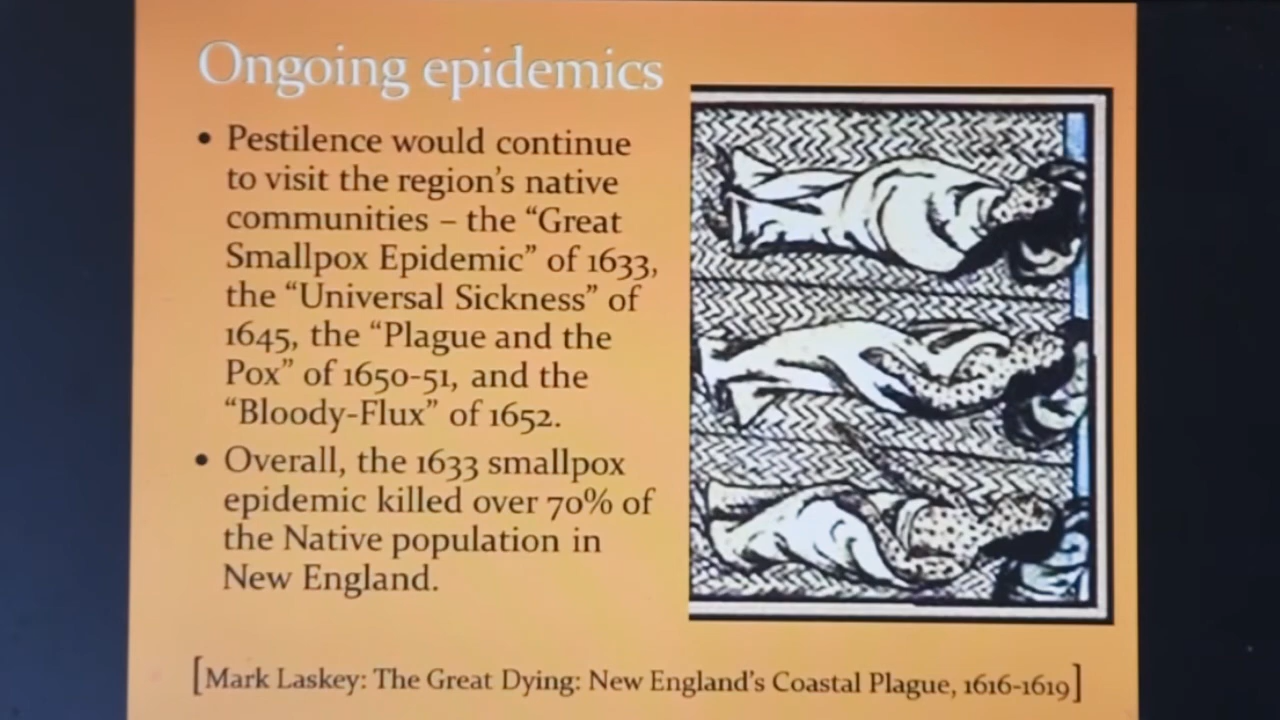 Ongoing epidemics
• Pestilence would continue
to visit the region's native
communities – the “Great
Smallpox Epidemic” of 1633,
the “Universal Sickness” of
1645, the “Plague and the
Pox” of 1650-51, and the
“Bloody-Flux” of 1652.
• Overall, the 1633 smallpox
epidemic killed over 70% of
the Native population in
New England.
[Mark Laskey: The Great Dying: New England's Coastal Plague, 1616-1619]